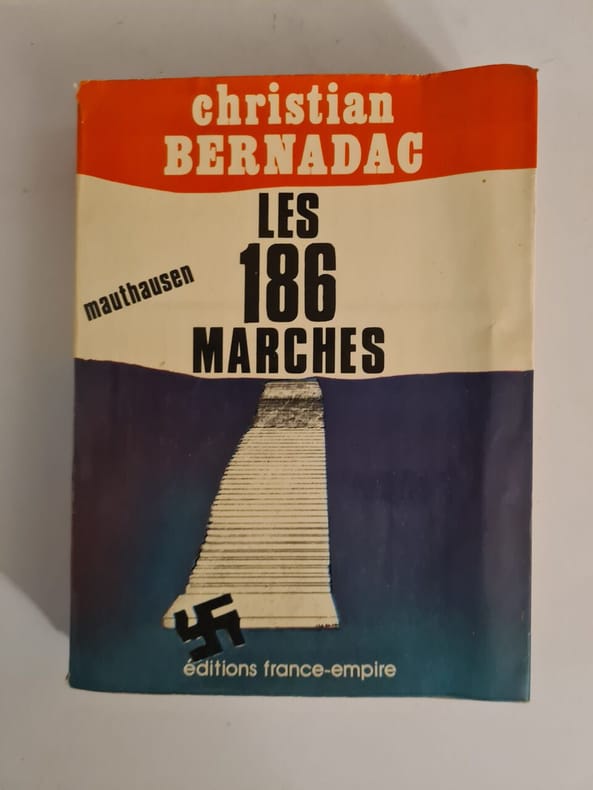 christian
BERNADAC
LES
186
MARCHES
mauthausen
éditions france-empire